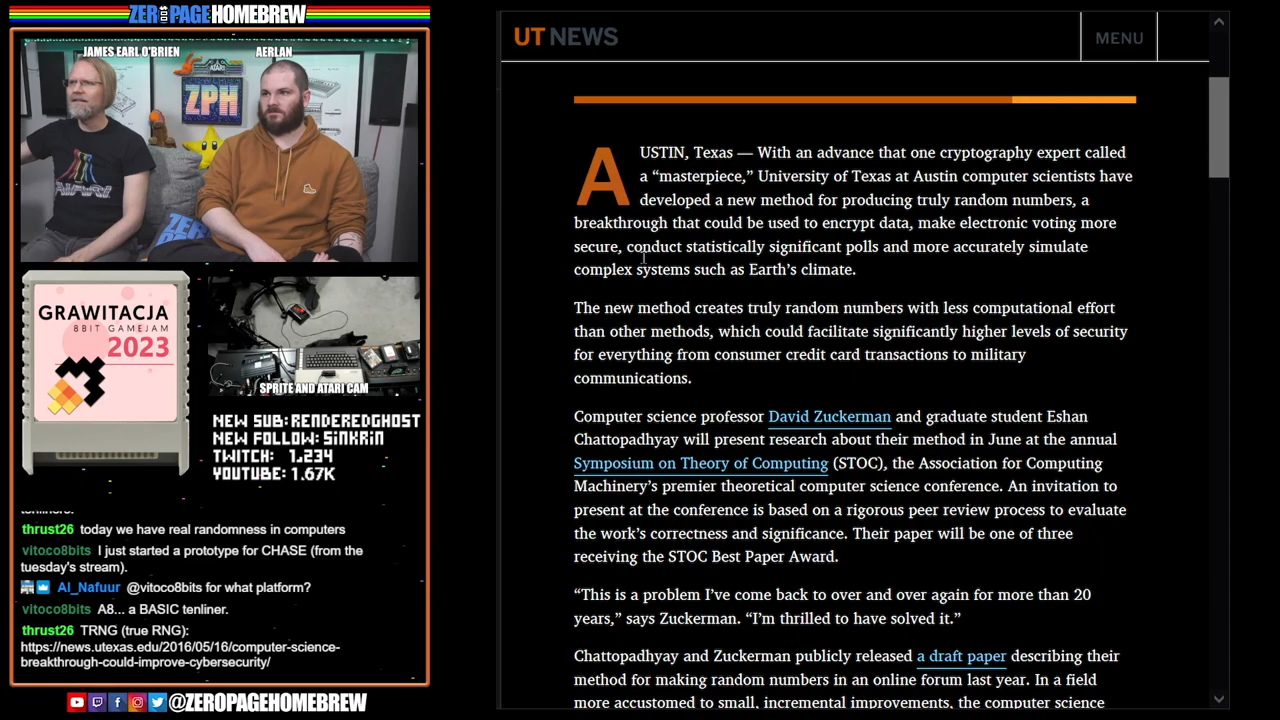 ZEROPAGEHOMEBREW
JAMES EARL O'BRIEN
AERLAN
ATARI
ZPH
GRAWITACJA
8BIT GAMEJAM
2023
SPRITE AND ATARI CAM
NEW SUB:RENDEREDGHOST
NEW FOLLOW:SINKRIN
TWITCH: 1.234
YOUTUBE: 1.67K
thrust26 today we have real randomness in computers
vitoco8bits I just started a prototype for CHASE (from the
tuesday's stream).
Al_Nafuur @vitoco8bits for what platform?
vitoco8bits A8... a BASIC tenliner.
thrust26 TRNG (true RNG):
https://news.utexas.edu/2016/05/16/computer-science-
breakthrough-could-improve-cybersecurity/
@ZEROPAGEHOMEBREW
UT NEWS
MENU
AUSTIN, Texas — With an advance that one cryptography expert called
a “masterpiece,” University of Texas at Austin computer scientists have
developed a new method for producing truly random numbers, a
breakthrough that could be used to encrypt data, make electronic voting more
secure, conduct statistically significant polls and more accurately simulate
complex systems such as Earth’s climate.
The new method creates truly random numbers with less computational effort
than other methods, which could facilitate significantly higher levels of security
for everything from consumer credit card transactions to military
communications.
Computer science professor David Zuckerman and graduate student Eshan
Chattopadhyay will present research about their method in June at the annual
Symposium on Theory of Computing (STOC), the Association for Computing
Machinery’s premier theoretical computer science conference. An invitation to
present at the conference is based on a rigorous peer review process to evaluate
the work’s correctness and significance. Their paper will be one of three
receiving the STOC Best Paper Award.
“This is a problem I’ve come back to over and over again for more than 20
years,” says Zuckerman. “I’m thrilled to have solved it.”
Chattopadhyay and Zuckerman publicly released a draft paper describing their
method for making random numbers in an online forum last year. In a field
more accustomed to small, incremental improvements, the computer science